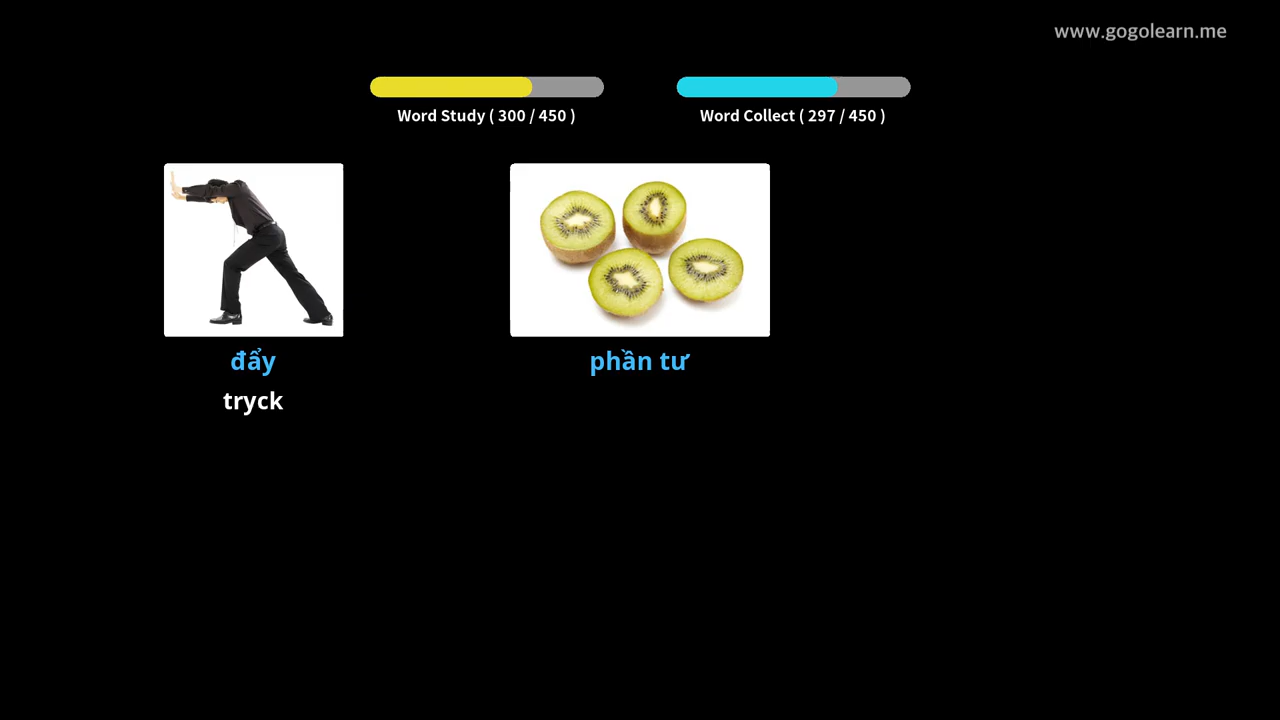 www.gogolearn.me
Word Study ( 300 / 450 )
Word Collect ( 297 / 450 )
đẩy
phần tư
tryck